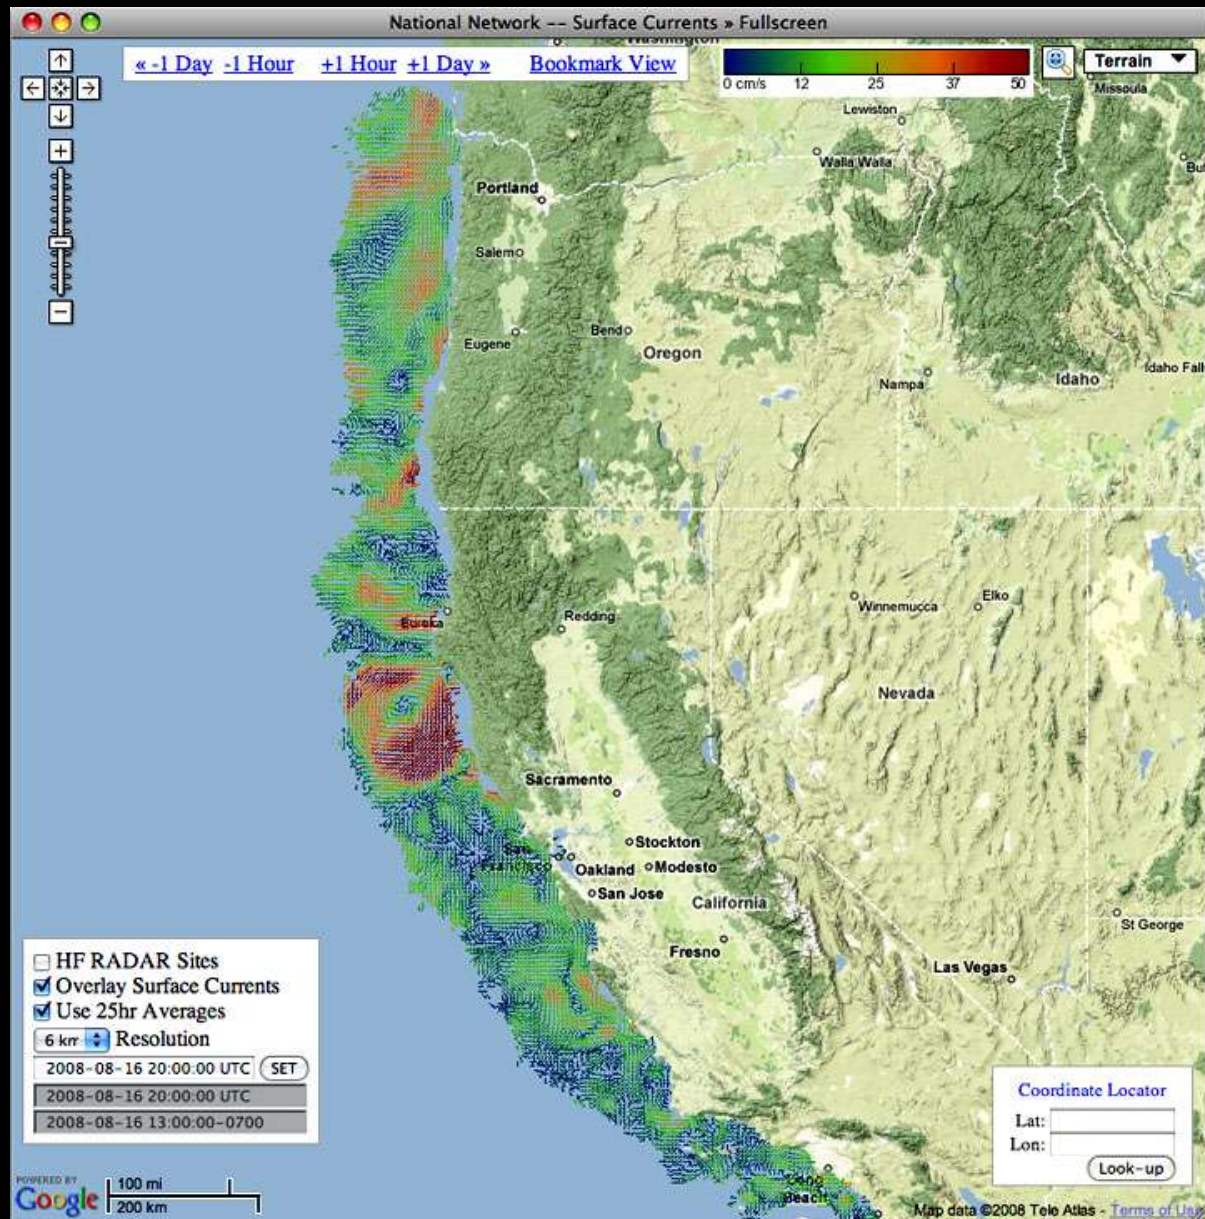 National Network -- Surface Currents » Fullscreen
Washington
« -1 Day -1 Hour +1 Hour +1 Day » Bookmark View
0 cm/s 12 25 37 50
Terrain
Missoula
Lewiston
Walla Walla
Portland
Salem
Bend
Eugene
Oregon
Idaho Fall
Nampa
Idaho
Winnemucca
Elko
Eureka
Redding
Nevada
Sacramento
Stockton
San
Francisco
Oakland
Modesto
San Jose
California
St George
Fresno
Las Vegas
HF RADAR Sites
Overlay Surface Currents
Use 25hr Averages
6 km Resolution
2008-08-16 20:00:00 UTC SET
2008-08-16 20:00:00 UTC
2008-08-16 13:00:00-0700
Coordinate Locator
Lat:
Lon:
Look-up
Long
Beach
POWERED BY
Google
100 mi
200 km
Map data ©2008 Tele Atlas - Terms of Use